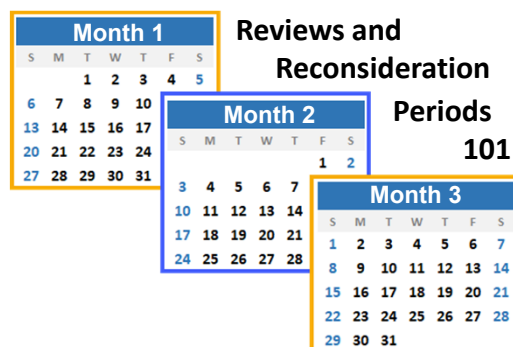 Month 1
S M T W T F S
1 2 3 4 5
6 7 8 9 10
13 14 15 16 17
20 21 22 23 24
27 28 29 30 31
Reviews and
Reconsideration
Periods
101
Month 2
S M T W T F S
1 2
3 4 5 6 7
10 11 12 13 14
17 18 19 20 21
24 25 26 27 28
Month 3
S M T W T F S
1 2 3 4 5 6 7
8 9 10 11 12 13 14
15 16 17 18 19 20 21
22 23 24 25 26 27 28
29 30 31